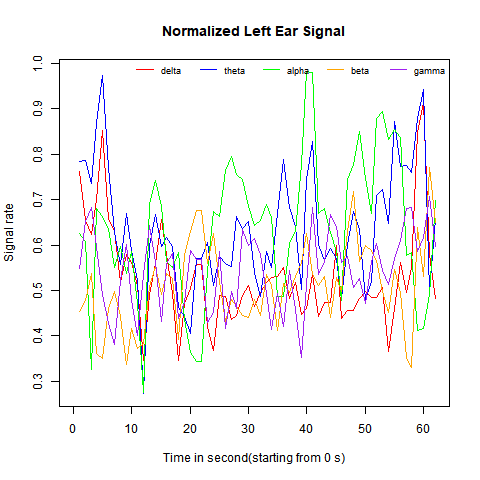 Normalized Left Ear Signal
delta theta alpha beta gamma
1.0
0.9
0.8
0.7
0.6
0.5
0.4
0.3
Signal rate
0 10 20 30 40 50 60
Time in second(starting from 0 s)